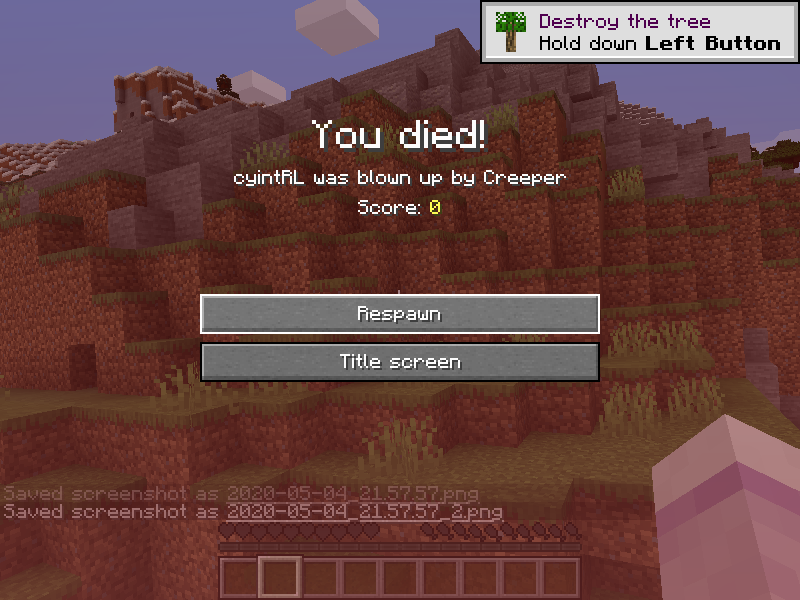 Destroy the tree
Hold down Left Button
You died!
cyintRL was blown up by Creeper
Score: 0
Respawn
Title screen
Saved screenshot as 2020-05-04_21.57.57.png
Saved screenshot as 2020-05-04_21.57.57_2.png